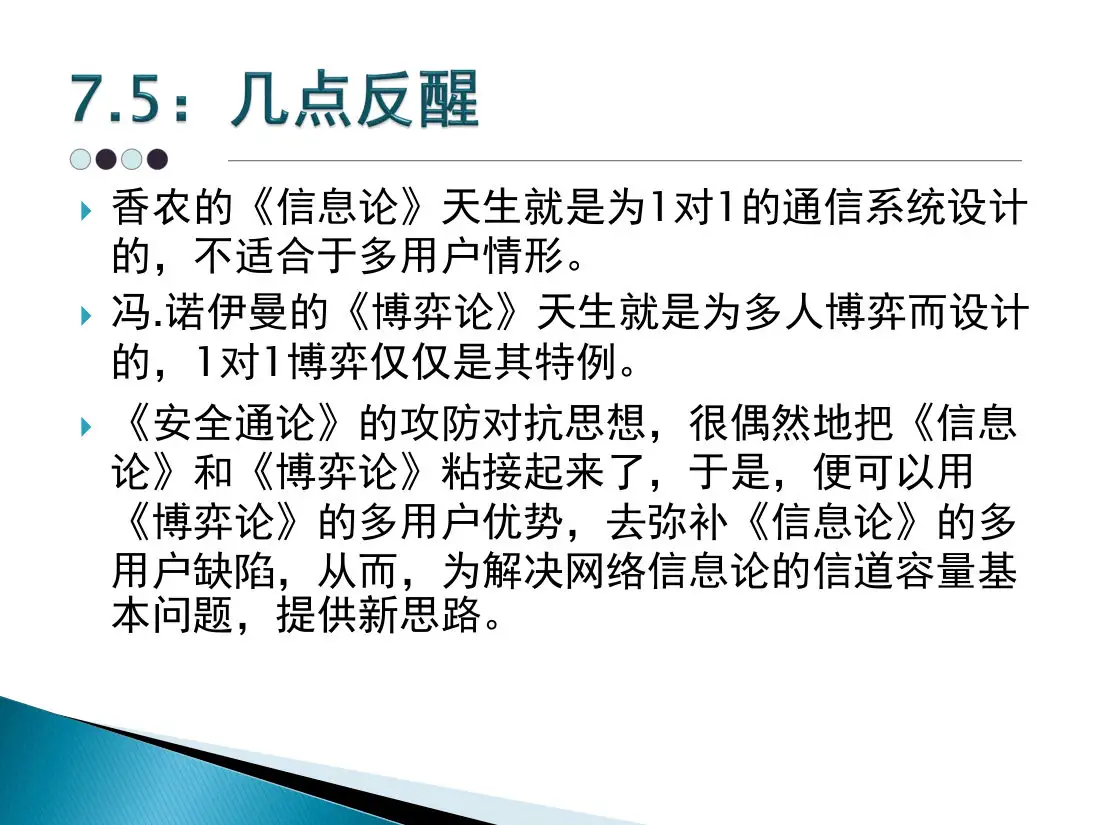 7.5：几点反醒
香农的《信息论》天生就是为1对1的通信系统设计
的，不适合于多用户情形。
冯.诺伊曼的《博弈论》天生就是为多人博弈而设计
的，1对1博弈仅仅是其特例。
《安全通论》的攻防对抗思想，很偶然地把《信息
论》和《博弈论》粘接起来了，于是，便可以用
《博弈论》的多用户优势，去弥补《信息论》的多
用户缺陷，从而，为解决网络信息论的信道容量基
本问题，提供新思路。